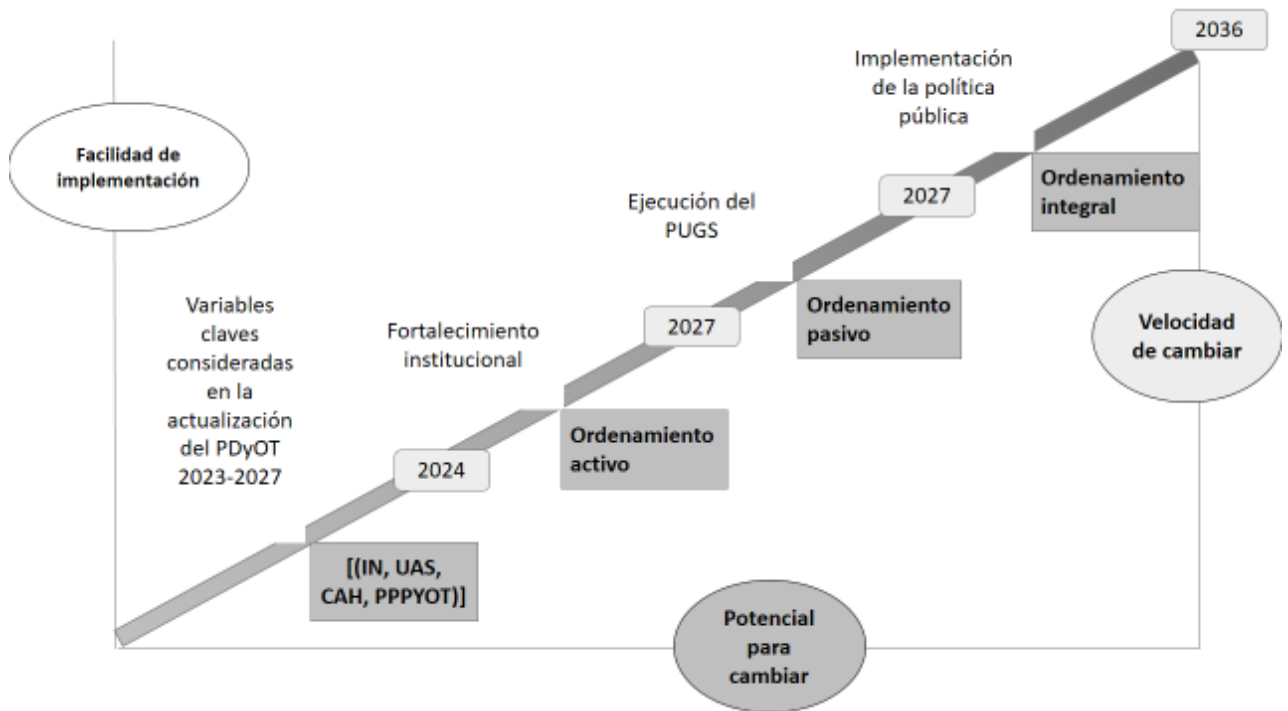 2036
Implementación
de la política
pública
Facilidad de
implementación
Ordenamiento
integral
2027
Ejecución del
PUGS
Ordenamiento
pasivo
Velocidad
de cambiar
2027
Variables
claves
consideradas
en la
actualización
del PDyOT
2023-2027
Fortalecimiento
institucional
Ordenamiento
activo
2024
[(IN, UAS,
CAH, PPPYOT)]
Potencial
para
cambiar